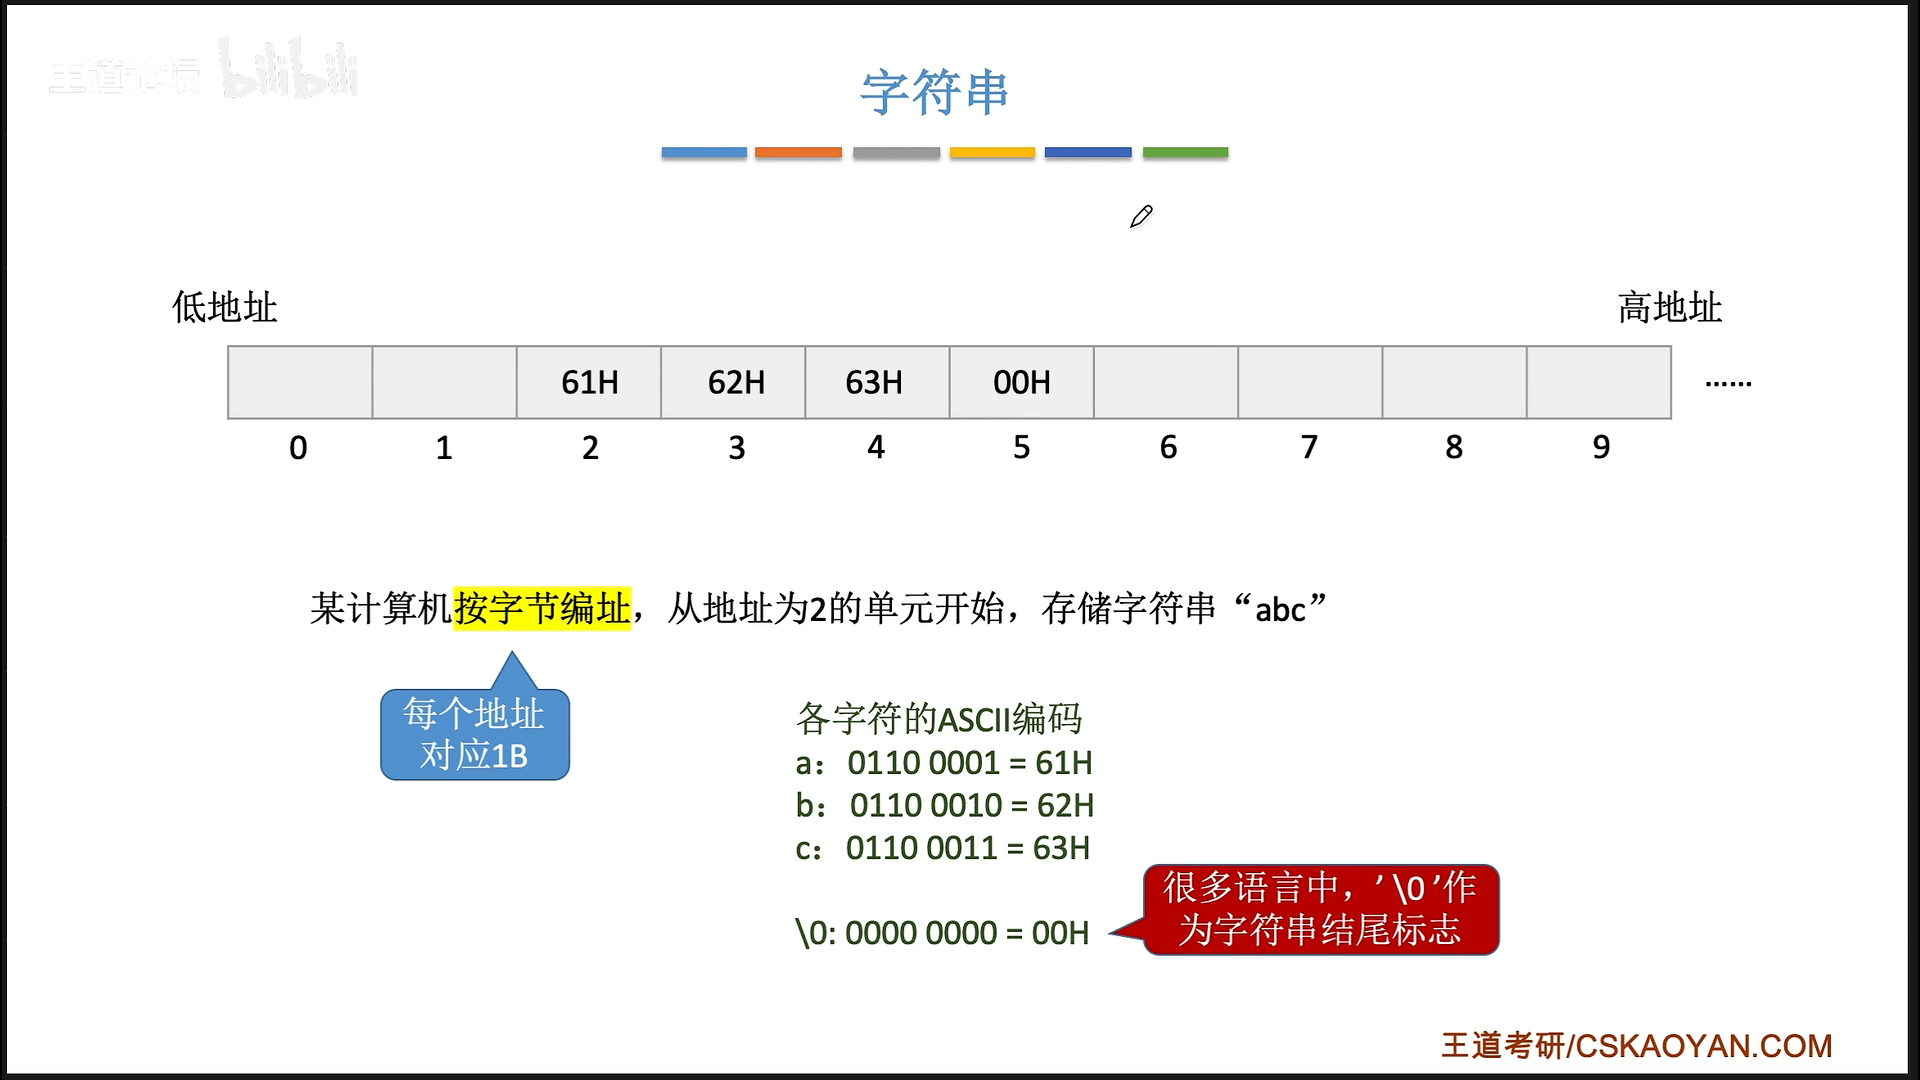 王道论坛 bilibili
字符串
低地址 高地址
61H 62H 63H 00H ……
0 1 2 3 4 5 6 7 8 9
某计算机按字节编址，从地址为2的单元开始，存储字符串“abc”
每个地址
对应1B
各字符的ASCII编码
a： 0110 0001 = 61H
b： 0110 0010 = 62H
c： 0110 0011 = 63H
\0: 0000 0000 = 00H
很多语言中，’\0’作
为字符串结尾标志
王道考研/CSKAOYAN.COM